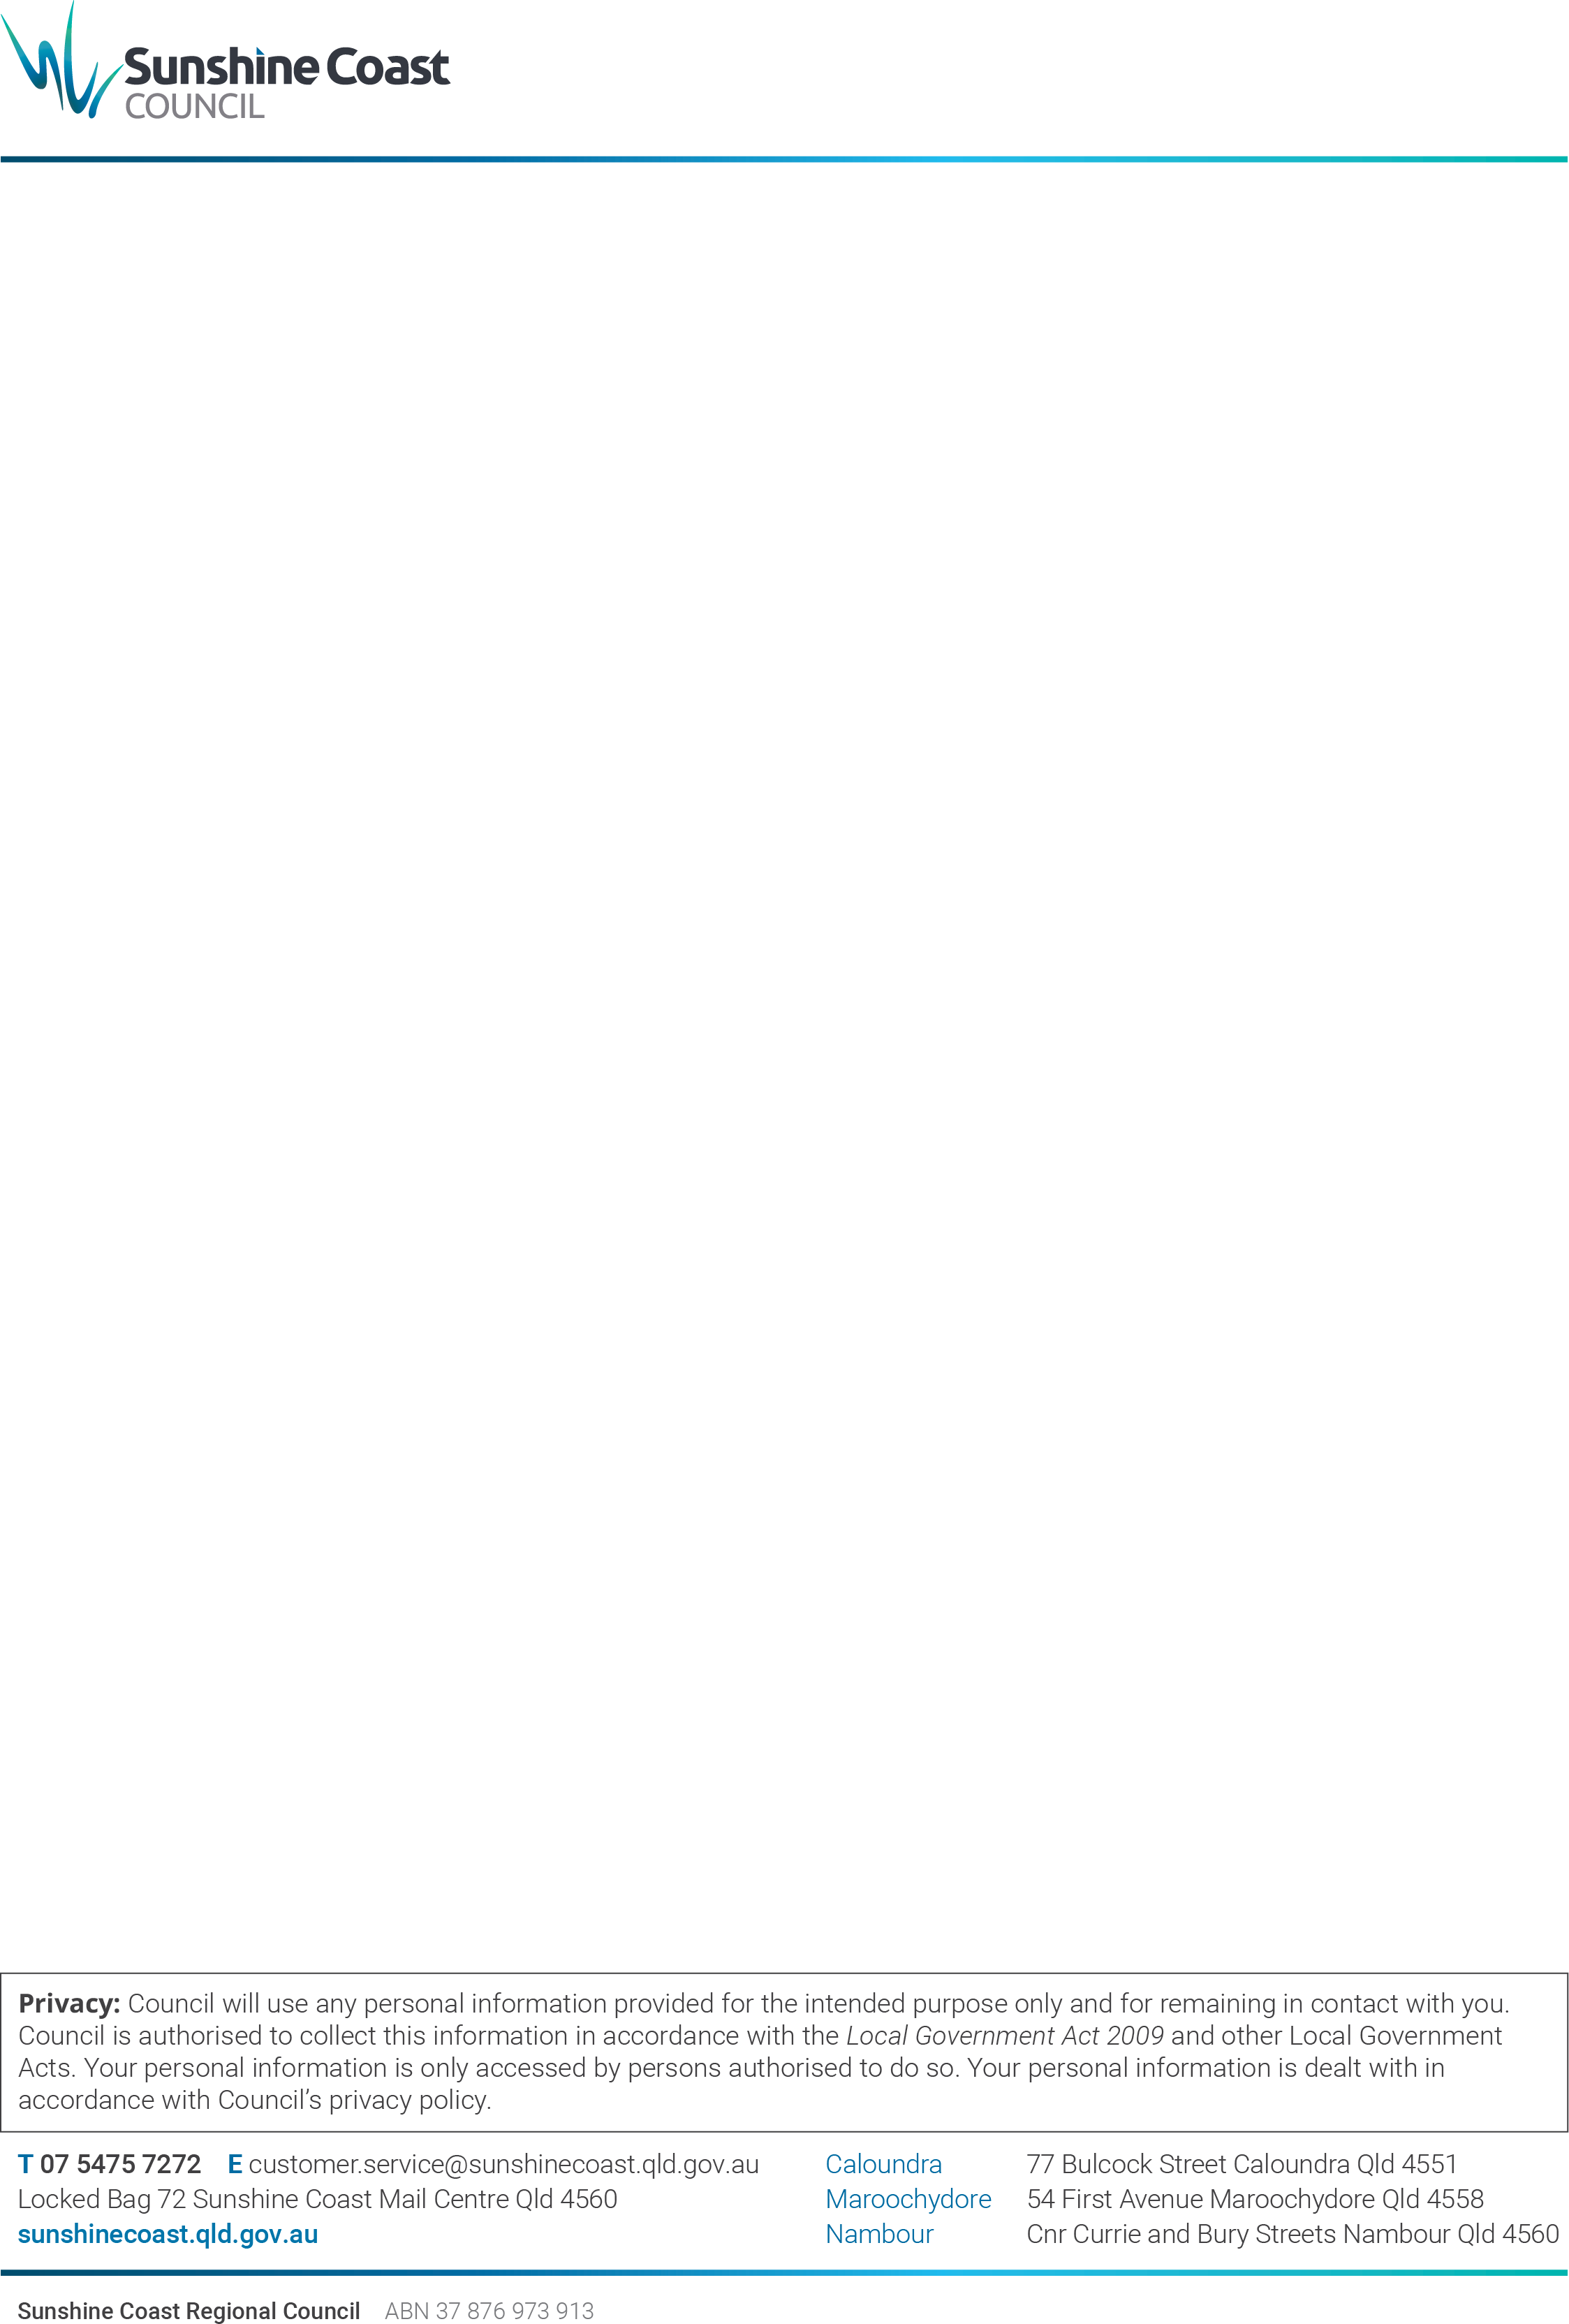 Sunshine Coast
COUNCIL
Privacy: Council will use any personal information provided for the intended purpose only and for remaining in contact with you.
Council is authorised to collect this information in accordance with the Local Government Act 2009 and other Local Government
Acts. Your personal information is only accessed by persons authorised to do so. Your personal information is dealt with in
accordance with Council’s privacy policy.
T 07 5475 7272 E customer.service@sunshinecoast.qld.gov.au
Locked Bag 72 Sunshine Coast Mail Centre Qld 4560
sunshinecoast.qld.gov.au
Caloundra 77 Bulcock Street Caloundra Qld 4551
Maroochydore 54 First Avenue Maroochydore Qld 4558
Nambour Cnr Currie and Bury Streets Nambour Qld 4560
Sunshine Coast Regional Council ABN 37 876 973 913